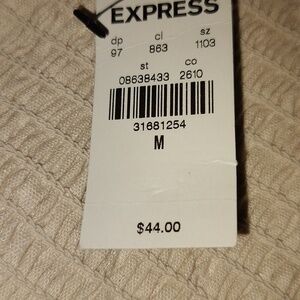 EXPRESS
dp cl sz
97 863 1103
st co
08638433 2610
31681254
M
$44.00